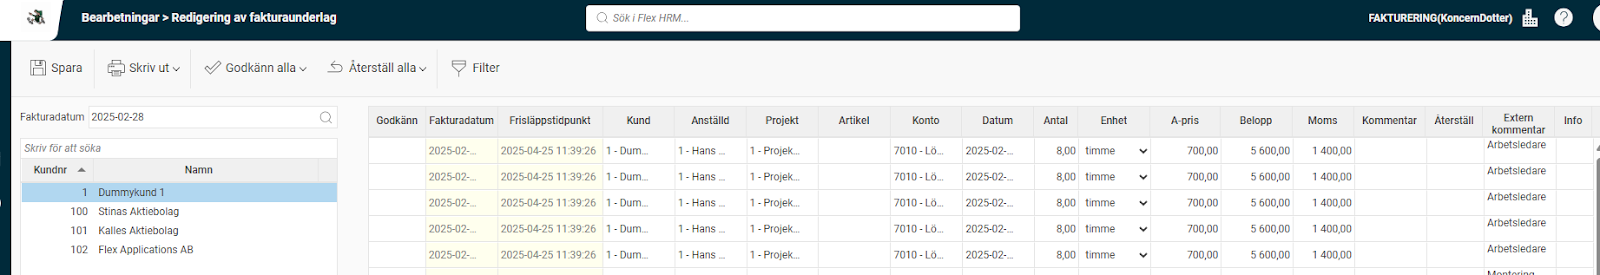 Bearbetningar > Redigering av fakturaunderlag
Sök i Flex HRM...
FAKTURERING(KoncernDotter)
Spara
Skriv ut
Godkänn alla
Återställ alla
Filter
Fakturadatum 2025-02-28
Skriv för att söka
Kundnr Namn
1 Dummykund 1
100 Stinas Aktiebolag
101 Kalles Aktiebolag
102 Flex Applications AB
Godkänn Fakturadatum Frisläppstidpunkt Kund Anställd Projekt Artikel Konto Datum Antal Enhet A-pris Belopp Moms Kommentar Återställ Extern kommentar Info
2025-02-... 2025-04-25 11:39:26 1 - Dum... 1 - Hans ... 1 - Projek... 7010 - Lö... 2025-02-... 8,00 timme 700,00 5 600,00 1 400,00 Arbetsledare
2025-02-... 2025-04-25 11:39:26 1 - Dum... 1 - Hans ... 1 - Projek... 7010 - Lö... 2025-02-... 8,00 timme 700,00 5 600,00 1 400,00 Arbetsledare
2025-02-... 2025-04-25 11:39:26 1 - Dum... 1 - Hans ... 1 - Projek... 7010 - Lö... 2025-02-... 8,00 timme 700,00 5 600,00 1 400,00 Arbetsledare
2025-02-... 2025-04-25 11:39:26 1 - Dum... 1 - Hans ... 1 - Projek... 7010 - Lö... 2025-02-... 8,00 timme 700,00 5 600,00 1 400,00 Arbetsledare
2025-02-... 2025-04-25 11:39:26 1 - Dum... 1 - Hans ... 1 - Projek... 7010 - Lö... 2025-02-... 8,00 timme 700,00 5 600,00 1 400,00 Arbetsledare